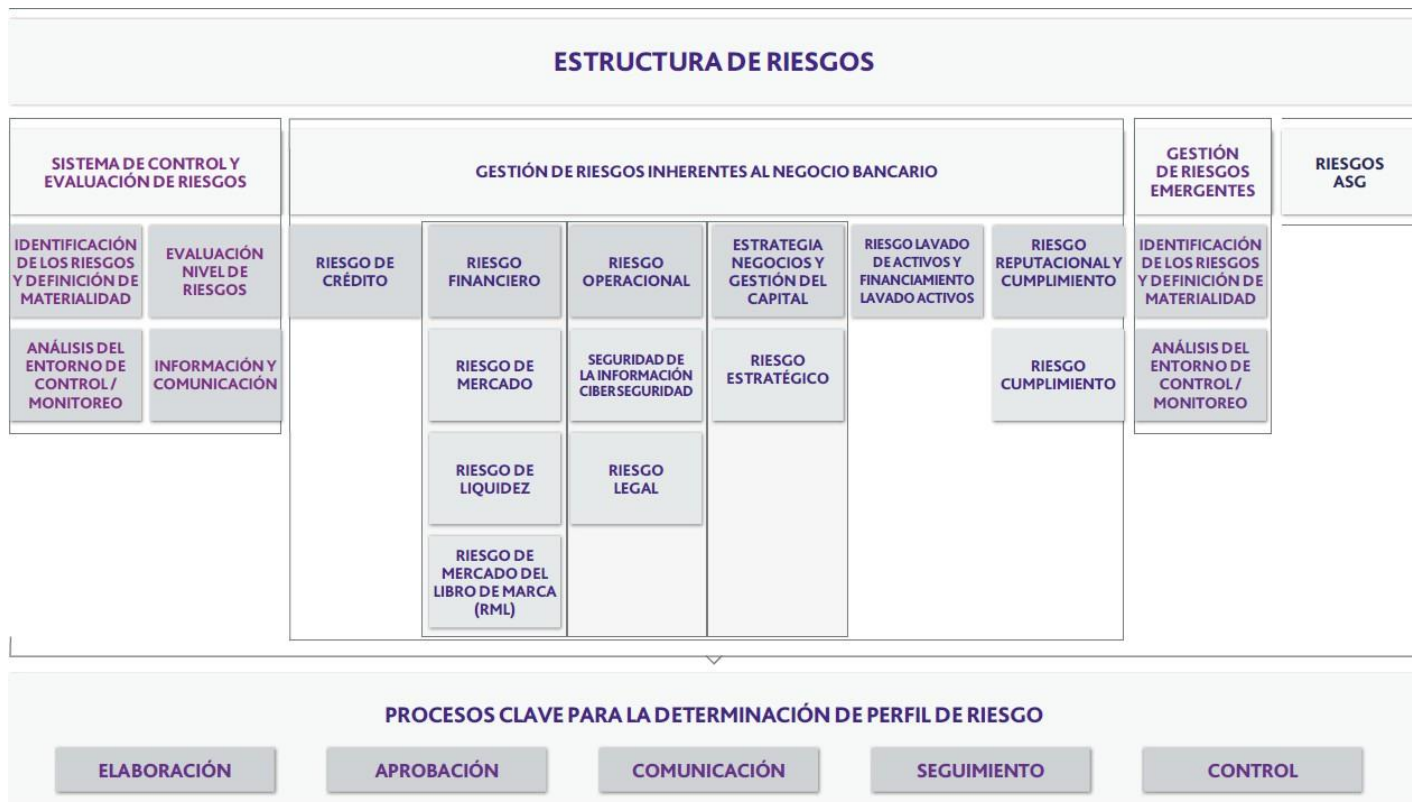 ESTRUCTURA DE RIESGOS
SISTEMA DE CONTROL Y
EVALUACIÓN DE RIESGOS
GESTIÓN DE RIESGOS INHERENTES AL NEGOCIO BANCARIO
GESTIÓN
DE RIESGOS
EMERGENTES
RIESGOS
ASG
IDENTIFICACIÓN
DE LOS RIESGOS
Y DEFINICIÓN DE
MATERIALIDAD
EVALUACIÓN
NIVEL DE
RIESGOS
RIESGO DE
CRÉDITO
RIESGO
FINANCIERO
RIESGO
OPERACIONAL
ESTRATEGIA
NEGOCIOS Y
GESTIÓN DEL
CAPITAL
RIESGO LAVADO
DE ACTIVOS Y
FINANCIAMIENTO
LAVADO ACTIVOS
RIESGO
REPUTACIONAL Y
CUMPLIMIENTO
IDENTIFICACIÓN
DE LOS RIESGOS
Y DEFINICIÓN DE
MATERIALIDAD
ANÁLISIS DEL
ENTORNO DE
CONTROL /
MONITOREO
INFORMACIÓN Y
COMUNICACIÓN
RIESGO DE
MERCADO
SEGURIDAD DE
LA INFORMACIÓN
CIBERSEGURIDAD
RIESGO
ESTRATÉGICO
RIESGO
CUMPLIMIENTO
ANÁLISIS DEL
ENTORNO DE
CONTROL /
MONITOREO
RIESGO DE
LIQUIDEZ
RIESGO
LEGAL
RIESGO DE
MERCADO DEL
LIBRO DE MARCA
(RML)
PROCESOS CLAVE PARA LA DETERMINACIÓN DE PERFIL DE RIESGO
ELABORACIÓN
APROBACIÓN
COMUNICACIÓN
SEGUIMIENTO
CONTROL